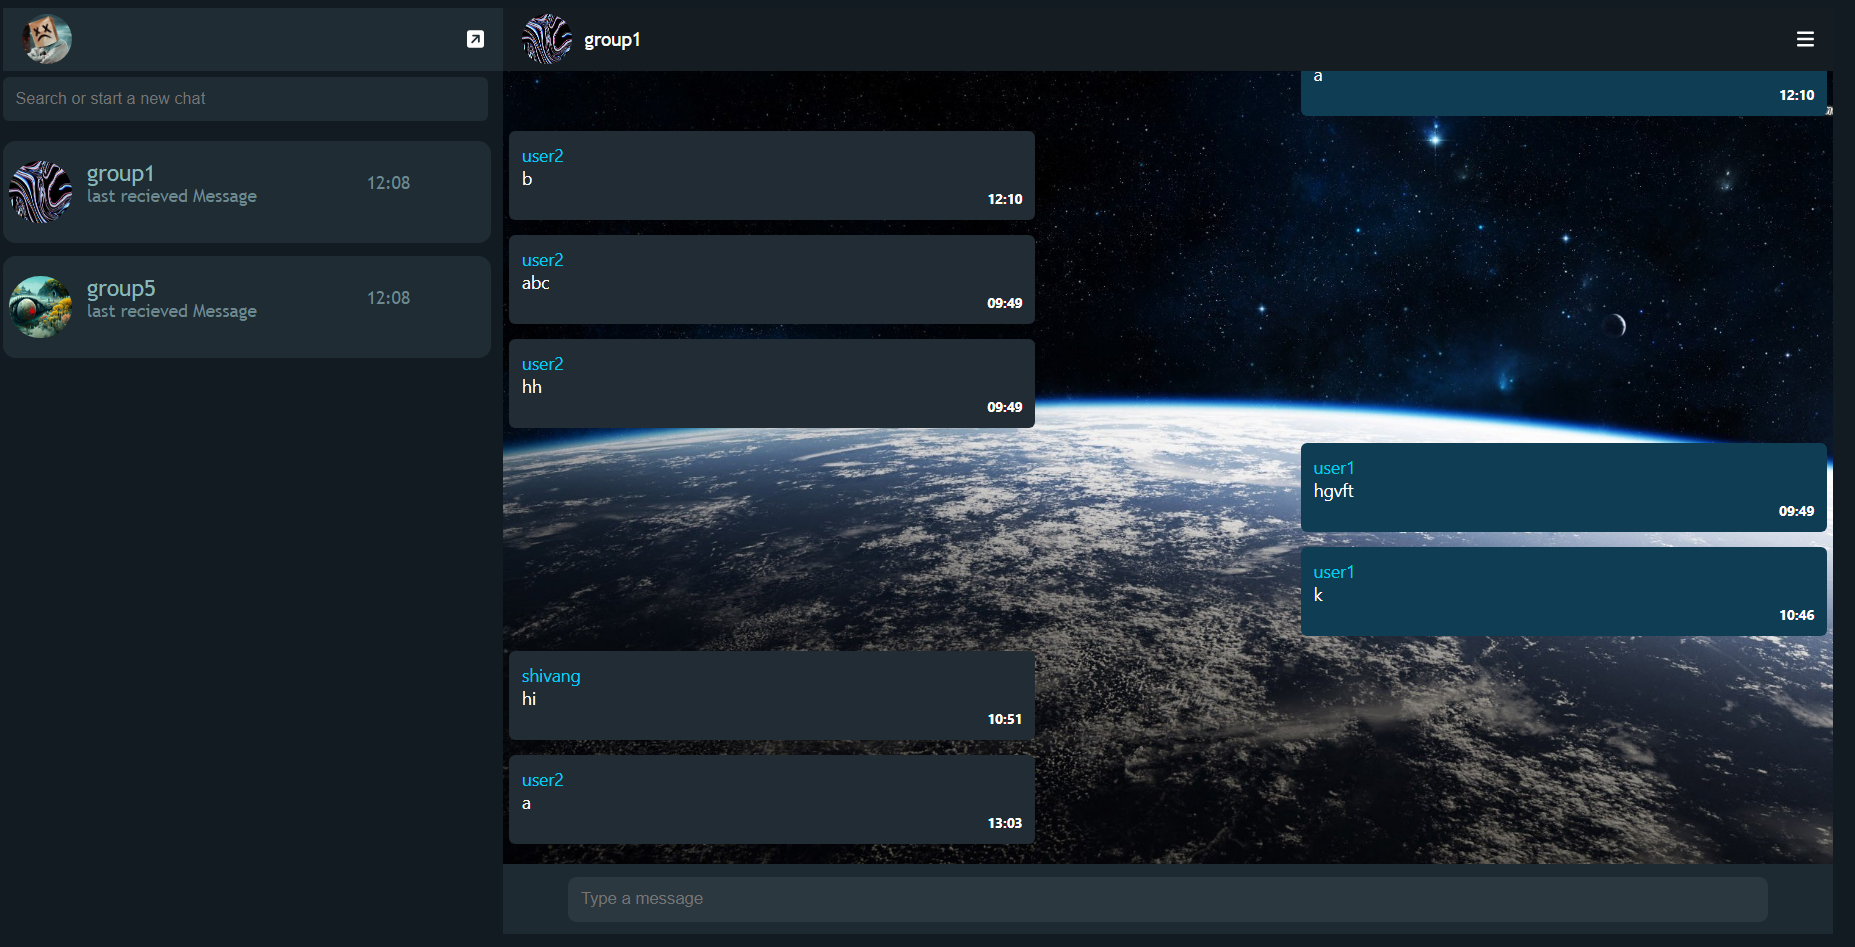 Search or start a new chat
group1
last recieved Message
12:08
group5
last recieved Message
12:08
group1
a
12:10
user2
b
12:10
user2
abc
09:49
user2
hh
09:49
user1
hgvft
09:49
user1
k
10:46
shivang
hi
10:51
user2
a
13:03
Type a message